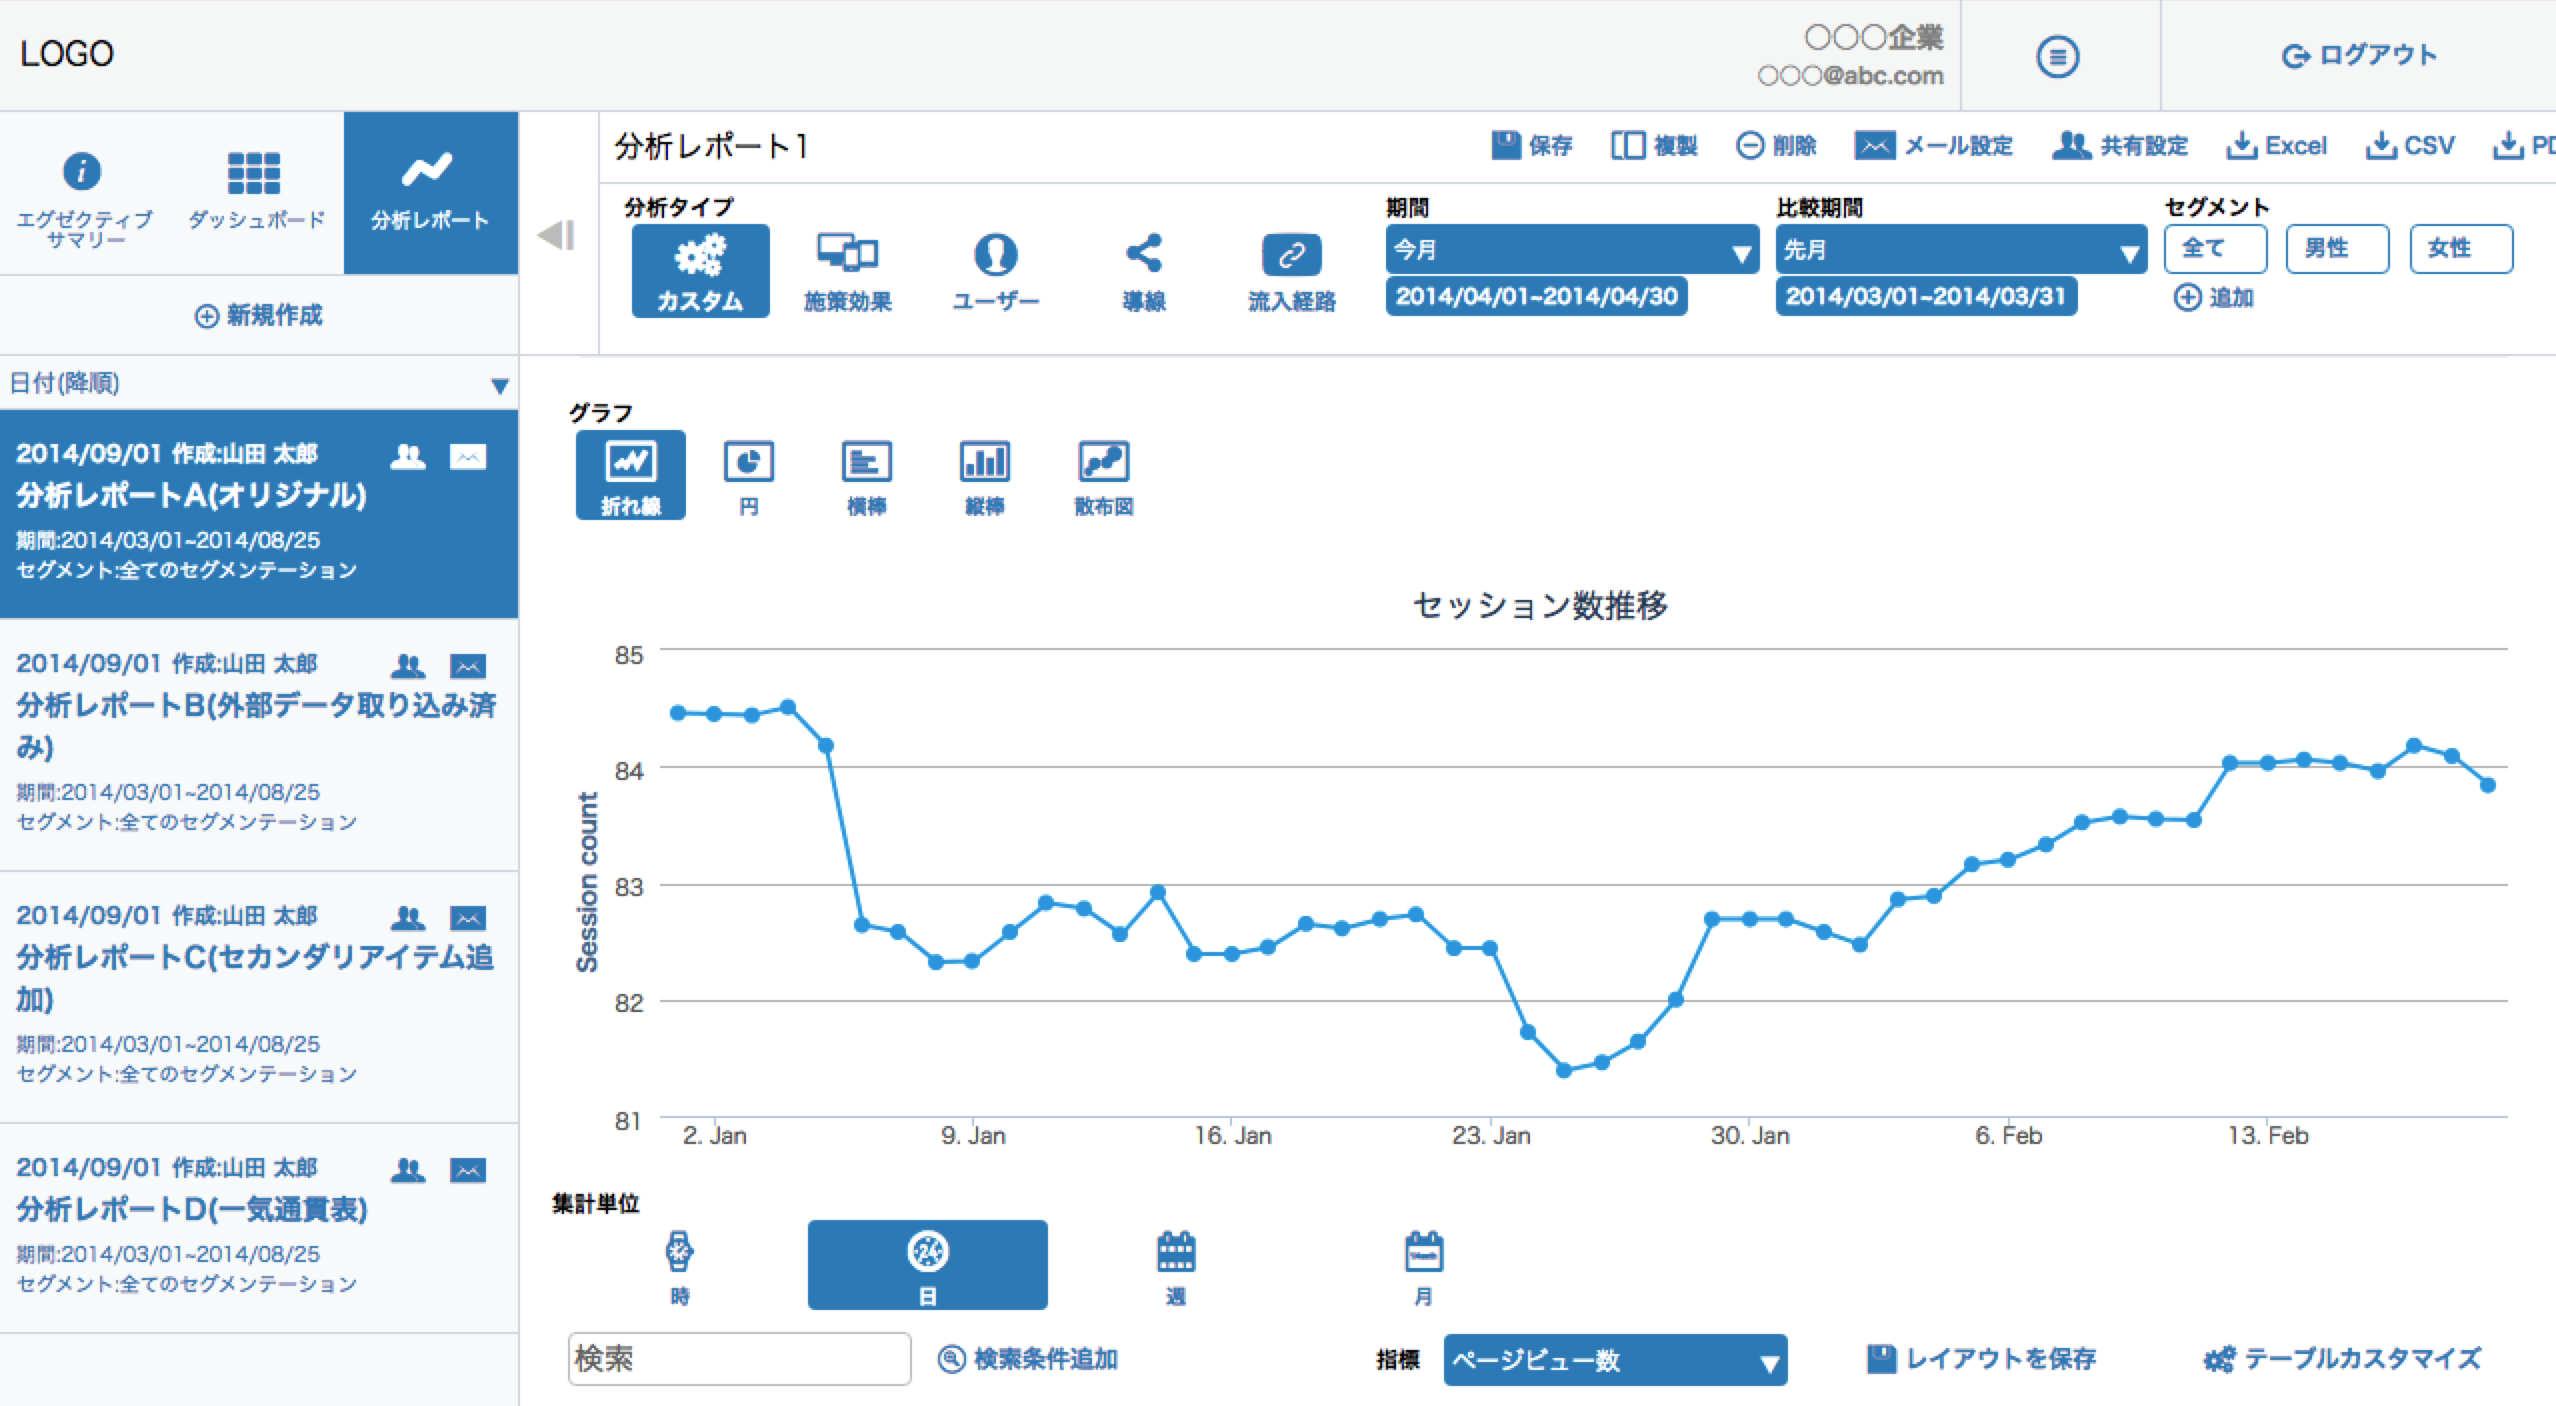 LOGO
○○○企業
○○○@abc.com
ログアウト
エグゼクティブ
サマリー
ダッシュボード
分析レポート
新規作成
日付(降順)
2014/09/01 作成:山田 太郎
分析レポートA(オリジナル)
期間:2014/03/01~2014/08/25
セグメント:全てのセグメンテーション
2014/09/01 作成:山田 太郎
分析レポートB(外部データ取り込み済
み)
期間:2014/03/01~2014/08/25
セグメント:全てのセグメンテーション
2014/09/01 作成:山田 太郎
分析レポートC(セカンダリアイテム追
加)
期間:2014/03/01~2014/08/25
セグメント:全てのセグメンテーション
2014/09/01 作成:山田 太郎
分析レポートD(一気通貫表)
期間:2014/03/01~2014/08/25
セグメント:全てのセグメンテーション
分析レポート1
保存 複製 削除 メール設定 共有設定 Excel CSV PD
分析タイプ
カスタム 施策効果 ユーザー 導線 流入経路
期間
今月
2014/04/01~2014/04/30
比較期間
先月
2014/03/01~2014/03/31
セグメント
全て 男性 女性
追加
グラフ
折れ線 円 横棒 縦棒 散布図
セッション数推移
Session count
85
84
83
82
81
2. Jan 9. Jan 16. Jan 23. Jan 30. Jan 6. Feb 13. Feb
集計単位
24
時 日 週 月
検索 検索条件追加 指標 ページビュー数 レイアウトを保存 テーブルカスタマイズ